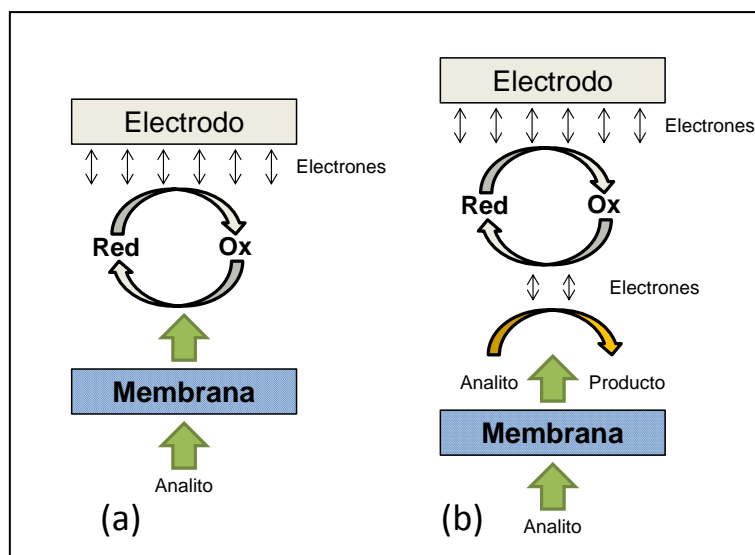 Electrodo
Electrones
Red Ox
Membrana
Analito
(a)
Electrodo
Electrones
Red Ox
Electrones
Analito Producto
Membrana
Analito
(b)